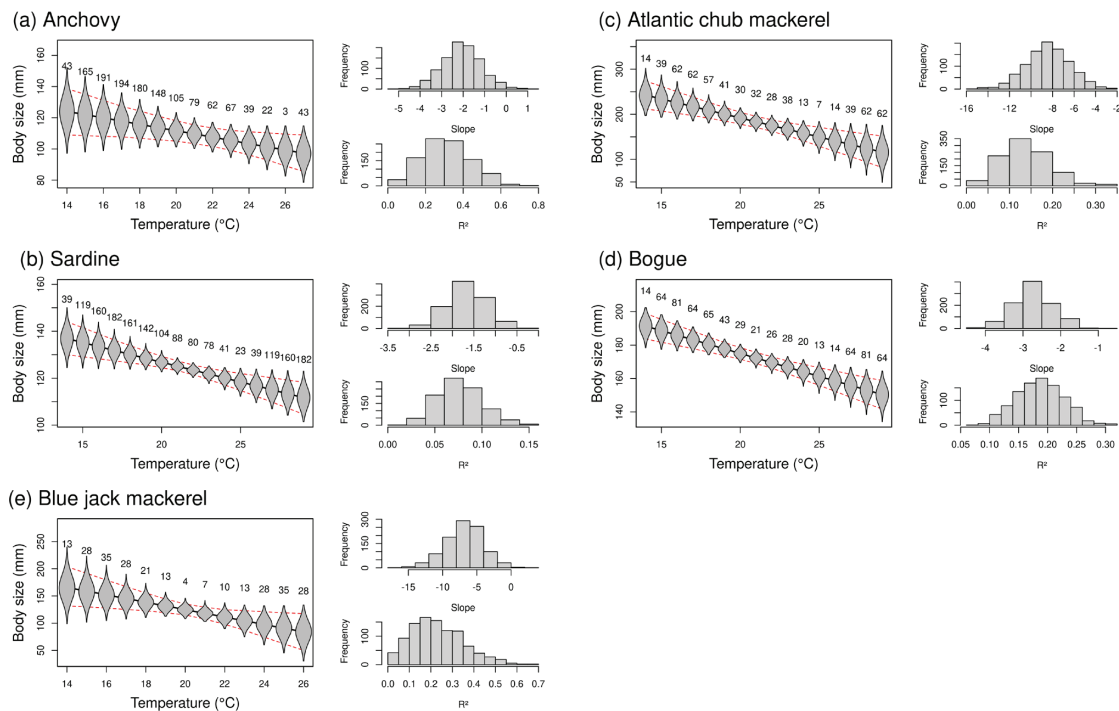 (a) Anchovy
Body size (mm)
160
140
120
100
80
43 165 191 194 180 148 105 79 62 67 39 22 3 43
14 16 18 20 22 24 26
Temperature (°C)
Frequency
100
0
-5 -4 -3 -2 -1 0 1
Slope
Frequency
150
0
0.0 0.2 0.4 0.6 0.8
R²
(c) Atlantic chub mackerel
Body size (mm)
300
250
200
150
100
50
14 39 62 62 57 41 30 32 28 38 13 7 14 39 62 62
15 20 25
Temperature (°C)
Frequency
100
0
-16 -12 -10 -8 -6 -4 -2
Slope
Frequency
350
150
0
0.00 0.10 0.20 0.30
R²
(b) Sardine
Body size (mm)
160
140
120
100
39 119 160 182 161 142 104 88 80 78 41 23 39 119 160 182
15 20 25
Temperature (°C)
Frequency
200
0
-3.5 -2.5 -1.5 -0.5
Slope
Frequency
150
0
0.00 0.05 0.10 0.15
R²
(d) Bogue
Body size (mm)
200
180
160
140
14 64 81 64 65 43 29 21 26 28 20 13 14 64 81 64
15 20 25
Temperature (°C)
Frequency
200
0
-4 -3 -2 -1
Slope
Frequency
100
0
0.05 0.10 0.15 0.20 0.25 0.30
R²
(e) Blue jack mackerel
Body size (mm)
250
200
150
100
50
13 28 35 28 21 13 4 7 10 13 28 35 28
14 16 18 20 22 24 26
Temperature (°C)
Frequency
300
150
0
-15 -10 -5 0
Slope
Frequency
100
0
0.0 0.1 0.2 0.3 0.4 0.5 0.6 0.7
R²